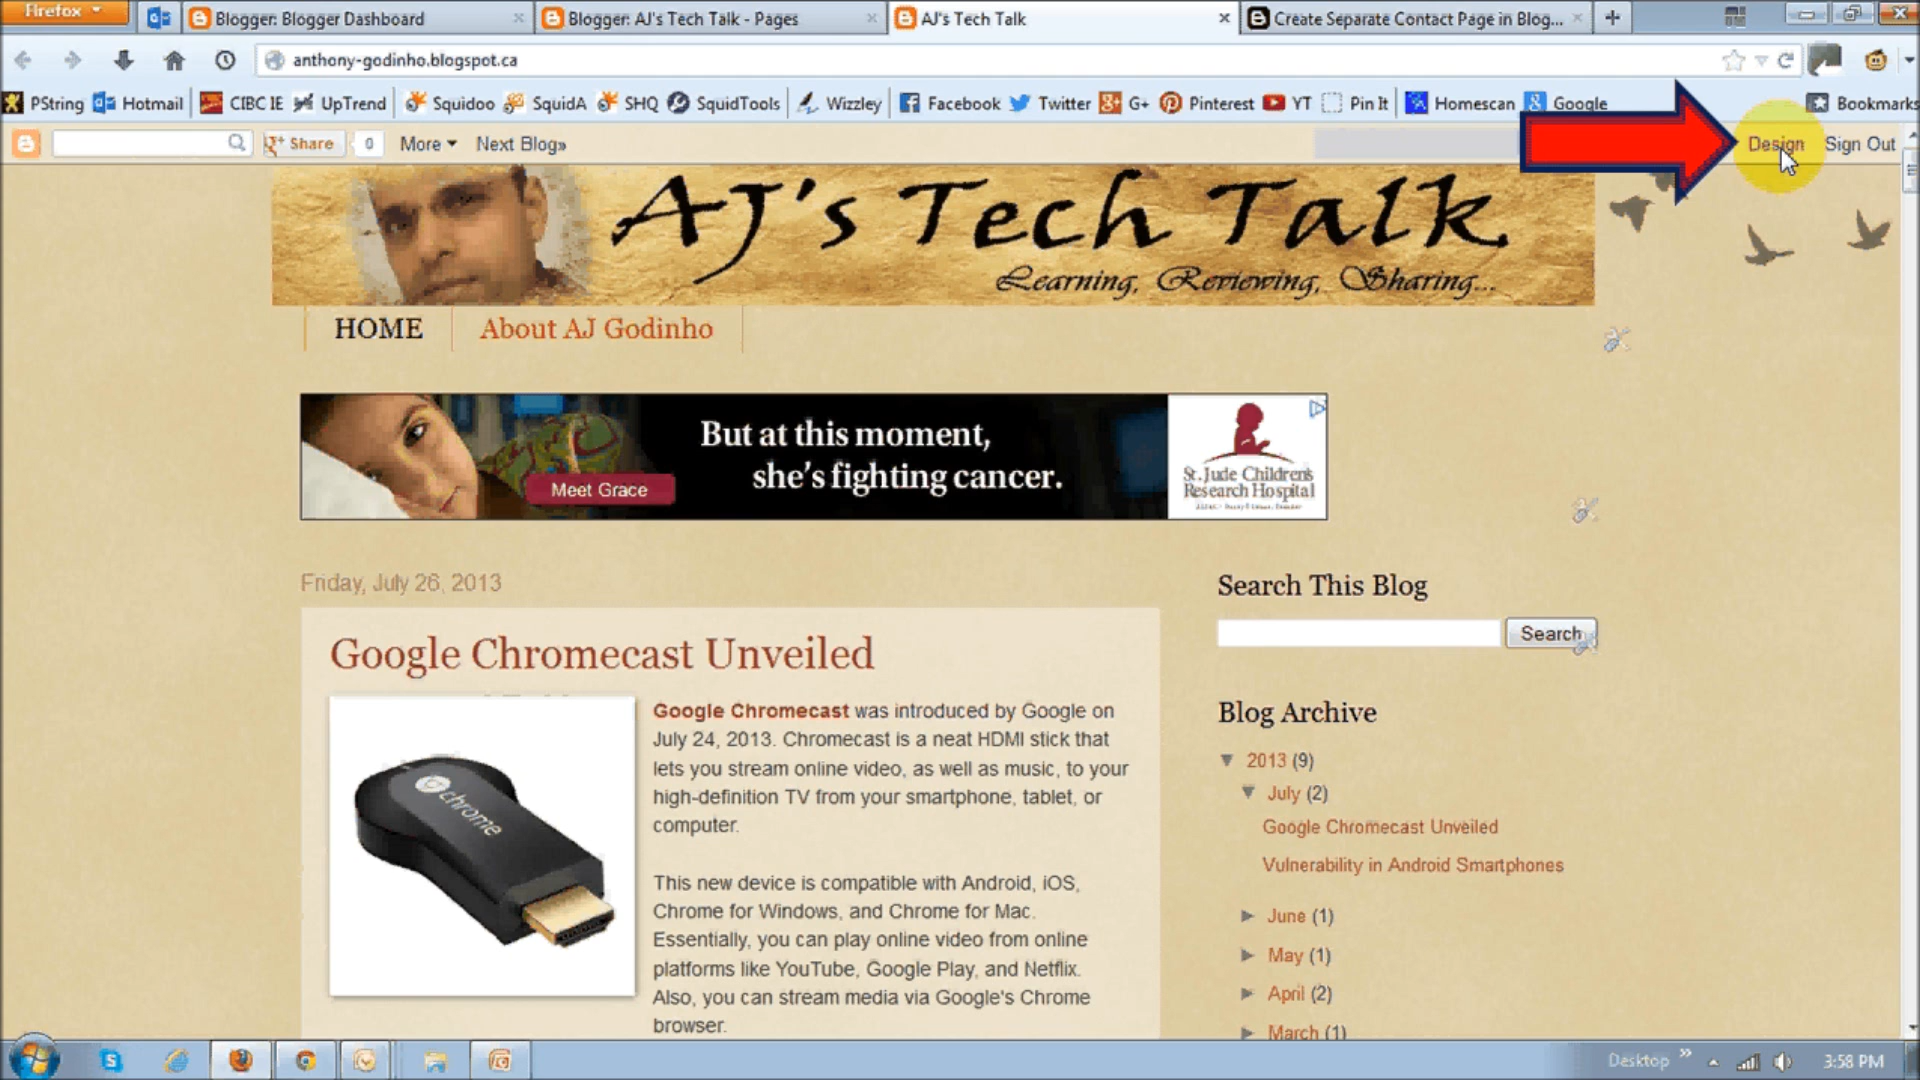 Firefox
Blogger: Blogger Dashboard
Blogger: AJ's Tech Talk - Pages
AJ's Tech Talk
Create Separate Contact Page in Blog...
anthony-godinho.blogspot.ca
PString Hotmail CIBC IE UpTrend Squidoo SquidA SHQ SquidTools Wizzley Facebook Twitter G+ Pinterest YT Pin It Homescan Google Bookmarks
Share 0 More Next Blog» Design Sign Out
AJ's Tech Talk
Learning, Reviewing, Sharing...
HOME About AJ Godinho
But at this moment,
she's fighting cancer.
Meet Grace
St. Jude Children's
Research Hospital
Friday, July 26, 2013
Google Chromecast Unveiled
chrome
Google Chromecast was introduced by Google on
July 24, 2013. Chromecast is a neat HDMI stick that
lets you stream online video, as well as music, to your
high-definition TV from your smartphone, tablet, or
computer.
This new device is compatible with Android, iOS,
Chrome for Windows, and Chrome for Mac.
Essentially, you can play online video from online
platforms like YouTube, Google Play, and Netflix.
Also, you can stream media via Google's Chrome
browser.
Search This Blog
Search
Blog Archive
▼ 2013 (9)
▼ July (2)
Google Chromecast Unveiled
Vulnerability in Android Smartphones
► June (1)
► May (1)
► April (2)
► March (1)
Desktop » 3:58 PM